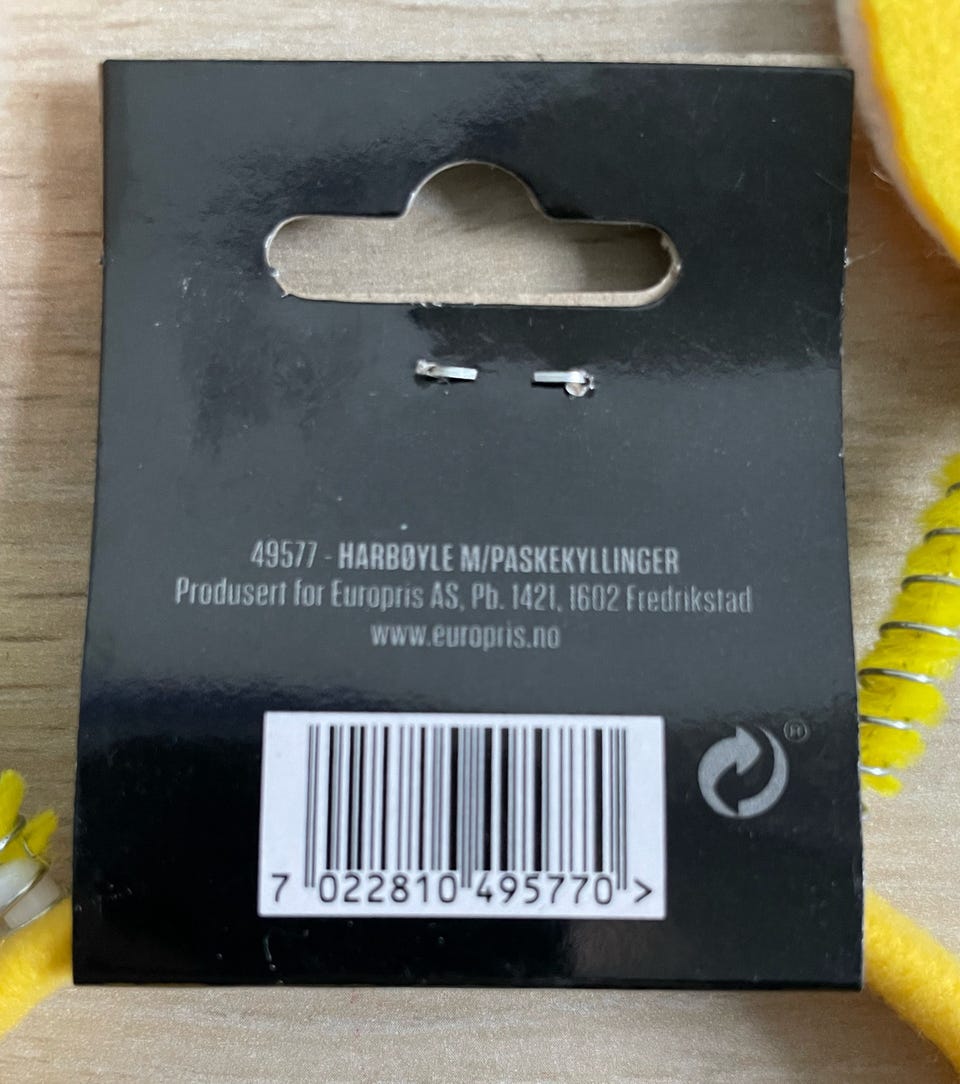 49577 - HARBØYLE M/PASKEKYLLINGER
Produsert for Europris AS, Pb. 1421, 1602 Fredrikstad
www.europris.no
H
7 022810 495770 >